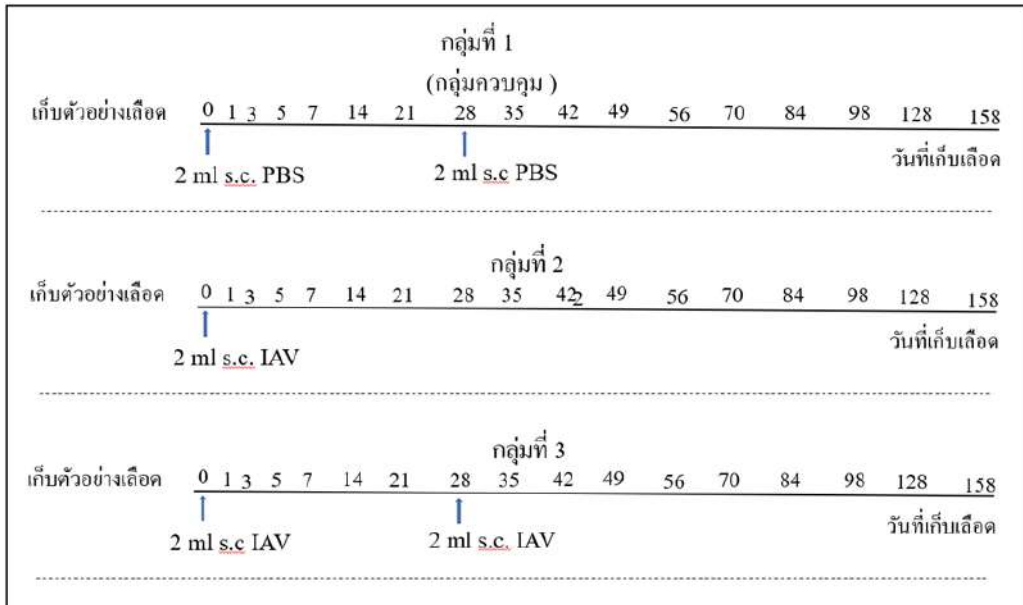 กลุ่มที่ 1
(กลุ่มควบคุม )
เก็บตัวอย่างเลือด 0 1 3 5 7 14 21 28 35 42 49 56 70 84 98 128 158
วันที่เก็บเลือด
2 ml s.c. PBS 2 ml s.c PBS
กลุ่มที่ 2
เก็บตัวอย่างเลือด 0 1 3 5 7 14 21 28 35 422 49 56 70 84 98 128 158
วันที่เก็บเลือด
2 ml s.c. IAV
กลุ่มที่ 3
เก็บตัวอย่างเลือด 0 1 3 5 7 14 21 28 35 42 49 56 70 84 98 128 158
วันที่เก็บเลือด
2 ml s.c IAV 2 ml s.c. IAV